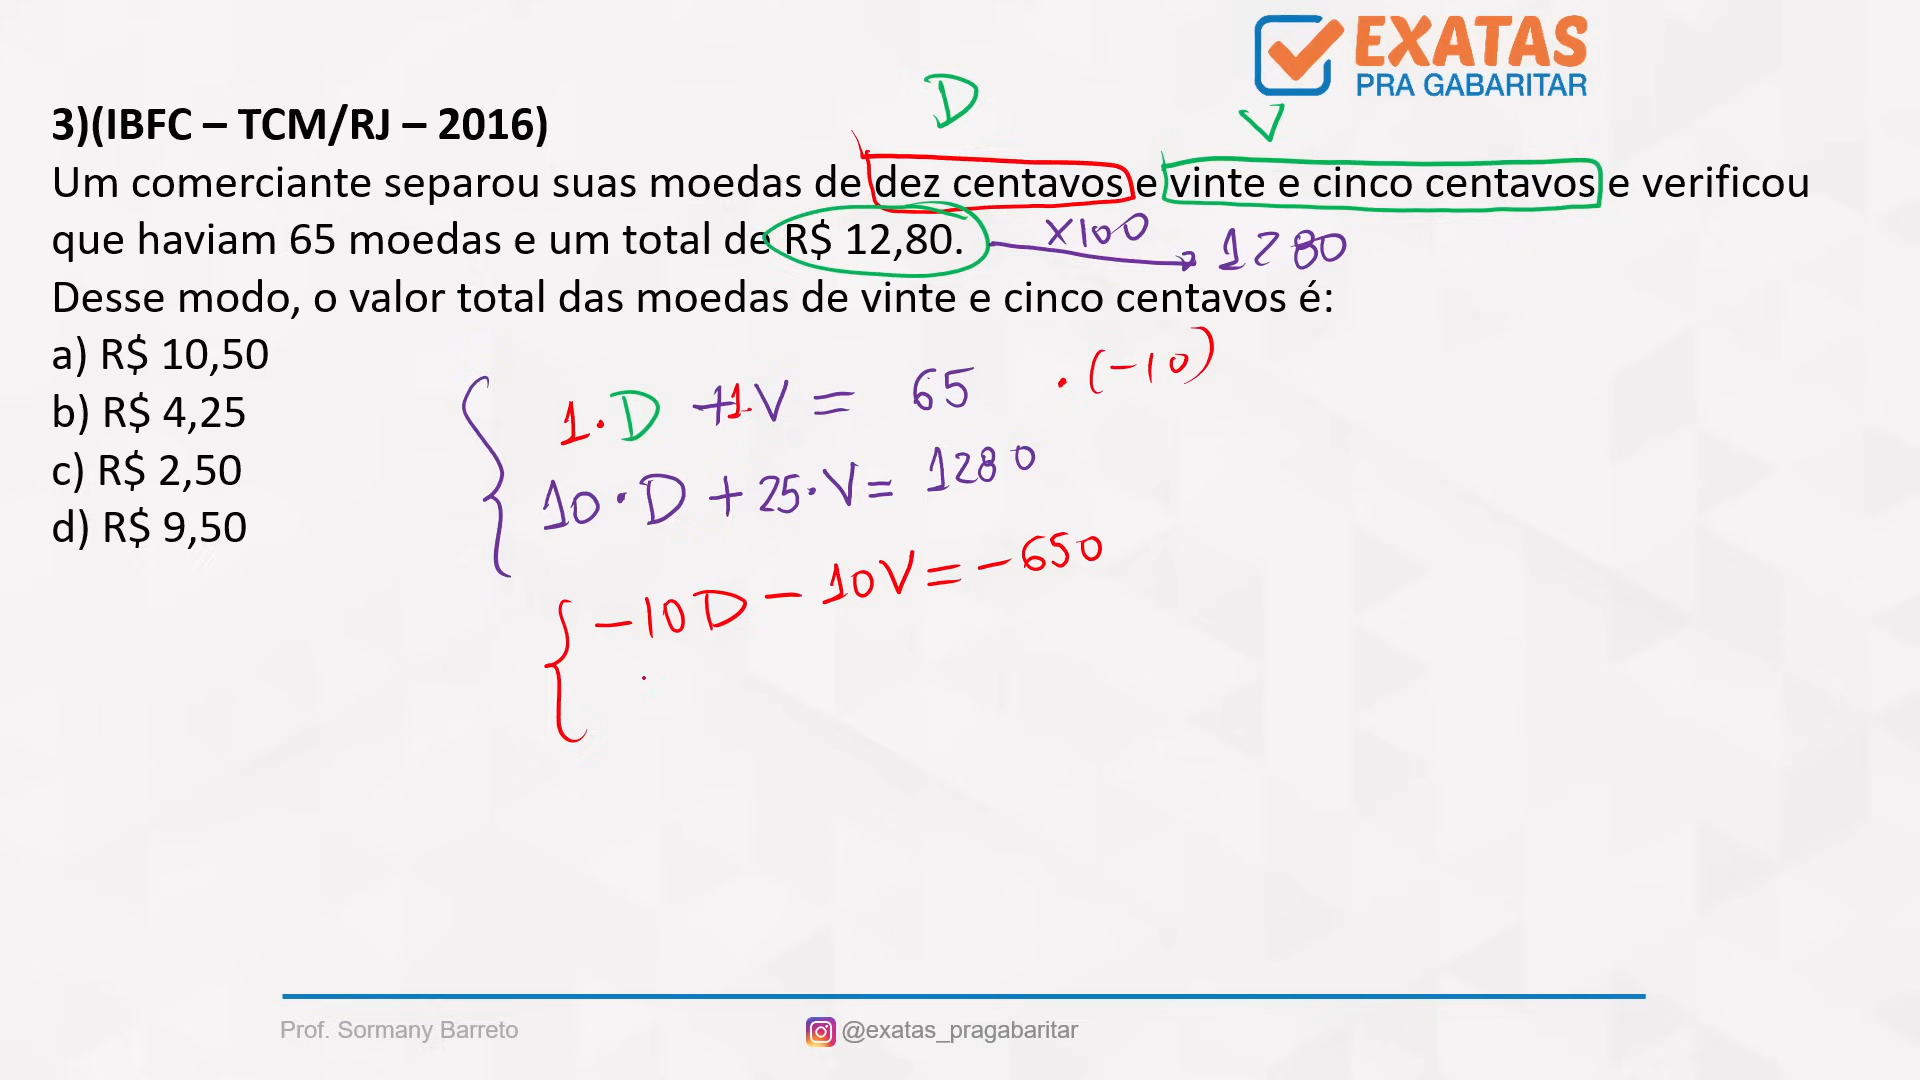 EXATAS
PRA GABARITAR
D
V
3)(IBFC – TCM/RJ – 2016)
Um comerciante separou suas moedas de dez centavos e vinte e cinco centavos e verificou
que haviam 65 moedas e um total de R$ 12,80.
x100
1280
Desse modo, o valor total das moedas de vinte e cinco centavos é:
a) R$ 10,50
b) R$ 4,25
c) R$ 2,50
d) R$ 9,50
1·D +1·V = 65 ·(-10)
10·D + 25·V = 1280
-10D - 10V = -650
Prof. Sormany Barreto
@exatas_pragabaritar